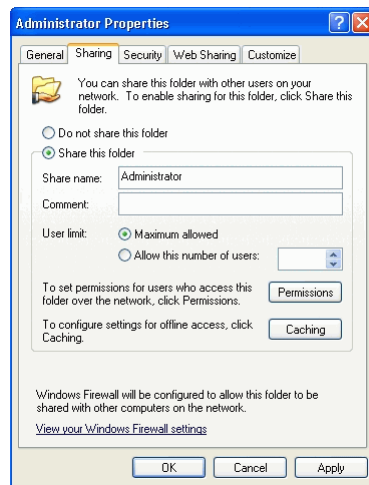 Administrator Properties
General Sharing Security Web Sharing Customize
You can share this folder with other users on your
network. To enable sharing for this folder, click Share this
folder.
Do not share this folder
Share this folder
Share name: Administrator
Comment:
User limit: Maximum allowed
Allow this number of users:
To set permissions for users who access this
folder over the network, click Permissions.
Permissions
To configure settings for offline access, click
Caching.
Caching
Windows Firewall will be configured to allow this folder to be
shared with other computers on the network.
View your Windows Firewall settings
OK Cancel Apply